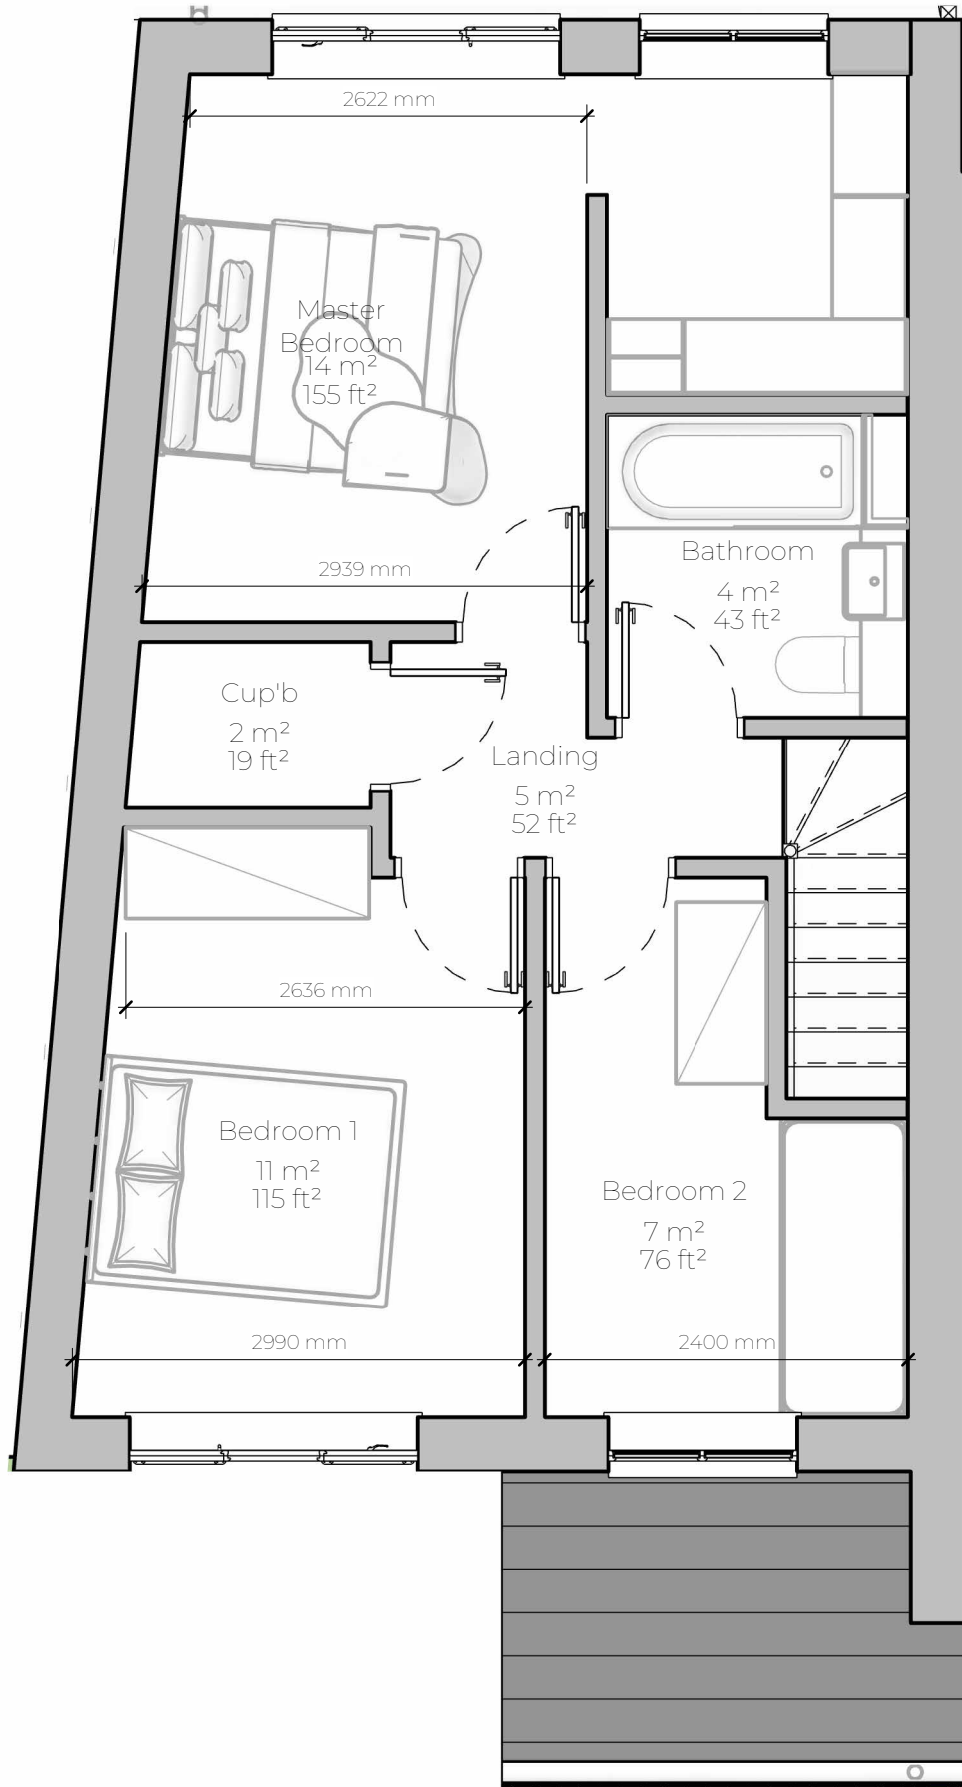 2622 mm
Master
Bedroom
14 m²
155 ft²
2939 mm
Bathroom
4 m²
43 ft²
Cup'b
2 m²
19 ft²
Landing
5 m²
52 ft²
2636 mm
Bedroom 1
11 m²
115 ft²
Bedroom 2
7 m²
76 ft²
2990 mm
2400 mm